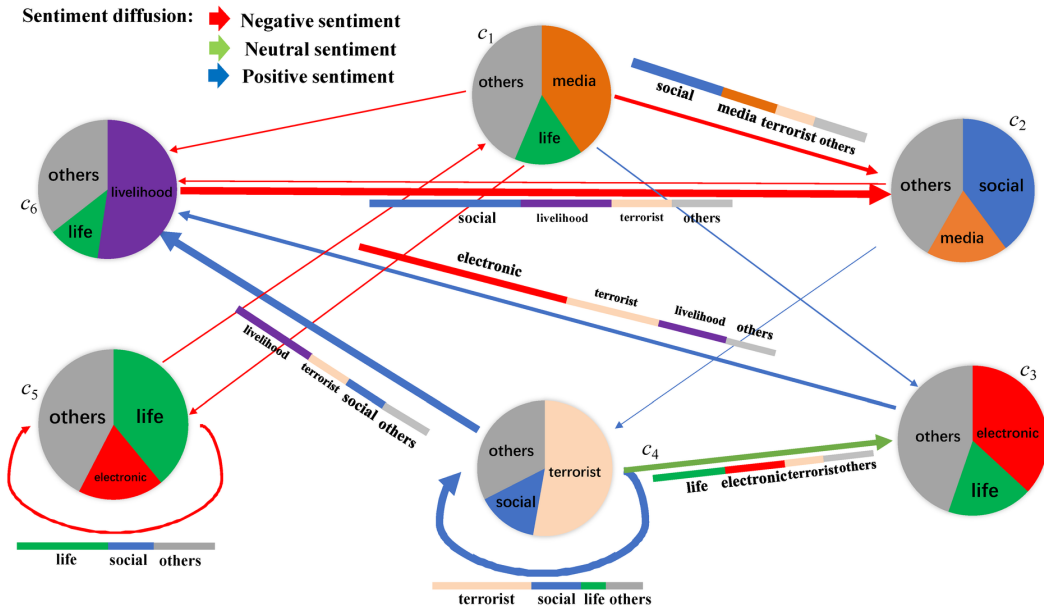 Sentiment diffusion:
Negative sentiment
Neutral sentiment
Positive sentiment
c1
others
media
life
social
media
terrorist
others
c2
others
social
media
c6
others
livelihood
life
social
livelihood
terrorist
others
electronic
terrorist
livelihood
others
livelihood
terrorist
social
others
c5
others
life
electronic
life
social
others
c4
others
terrorist
social
terrorist
social
life
others
life
electronic
terrorist
others
c3
others
electronic
life